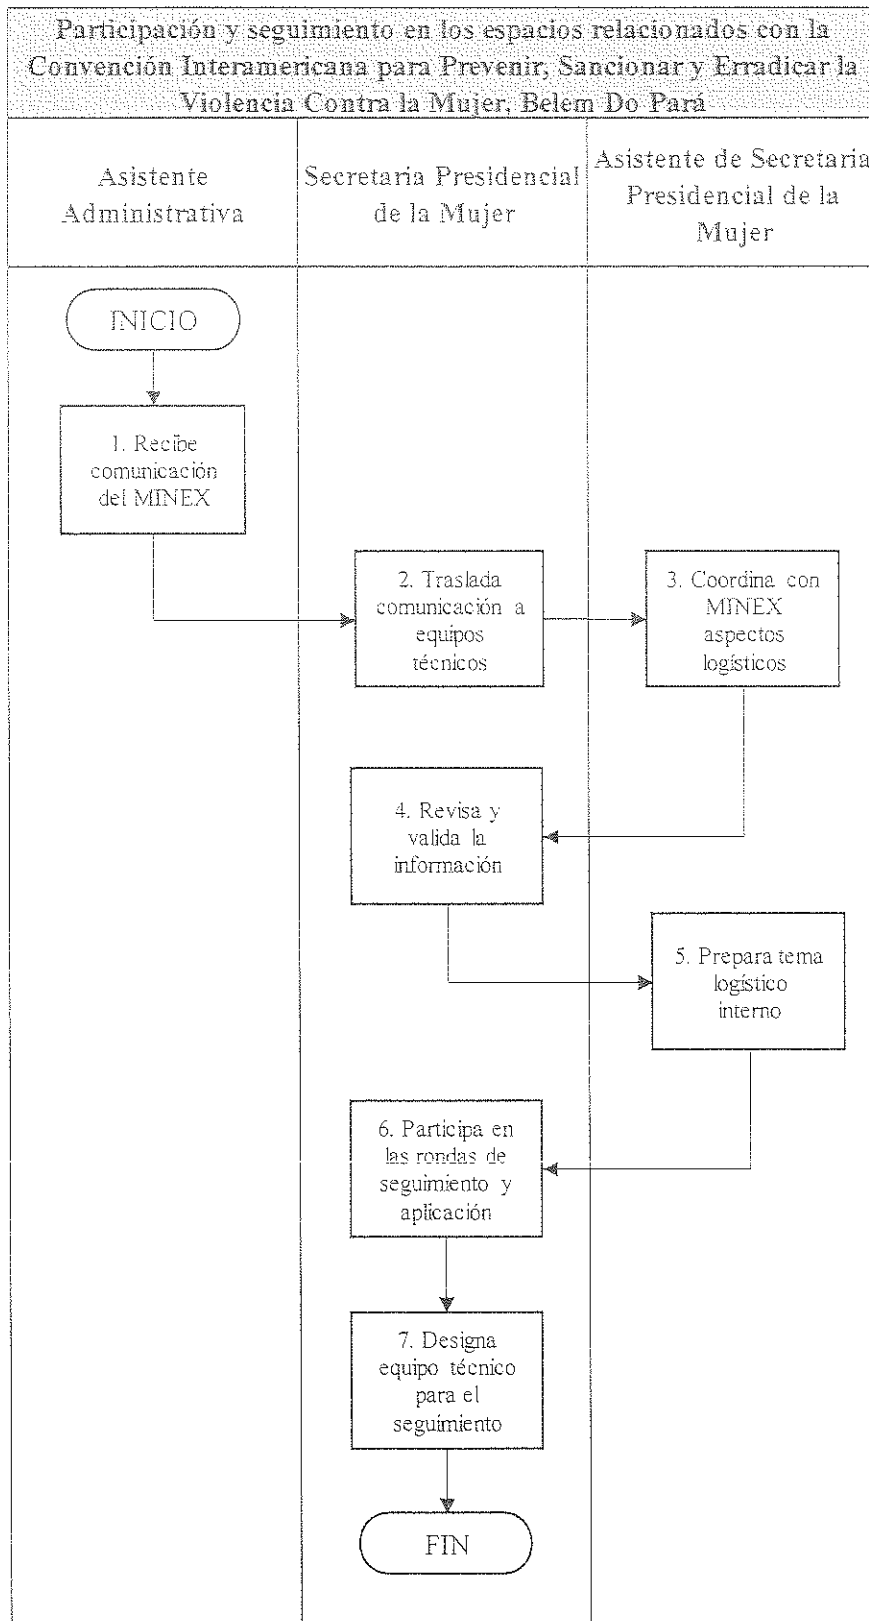 Participación y seguimiento en los espacios relacionados con la
Convención Interamericana para Prevenir, Sancionar y Erradicar la
Violencia Contra la Mujer, Belem Do Pará
Asistente
Administrativa
Secretaria Presidencial
de la Mujer
Asistente de Secretaria
Presidencial de la
Mujer
INICIO
1. Recibe
comunicación
del MINEX
2. Traslada
comunicación a
equipos
técnicos
3. Coordina con
MINEX
aspectos
logísticos
4. Revisa y
valida la
información
5. Prepara tema
logístico
interno
6. Participa en
las rondas de
seguimiento y
aplicación
7. Designa
equipo técnico
para el
seguimiento
FIN